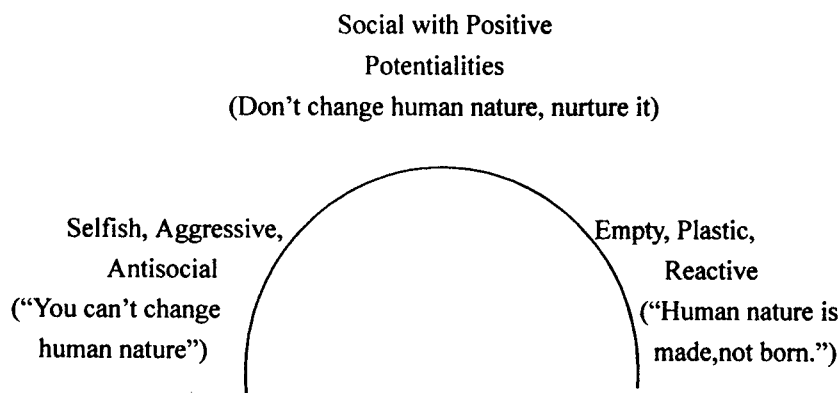 Social with Positive
Potentialities
(Don't change human nature, nurture it)
Selfish, Aggressive,
Antisocial
(“You can't change
human nature”)
Empty, Plastic,
Reactive
(“Human nature is
made,not born.”)